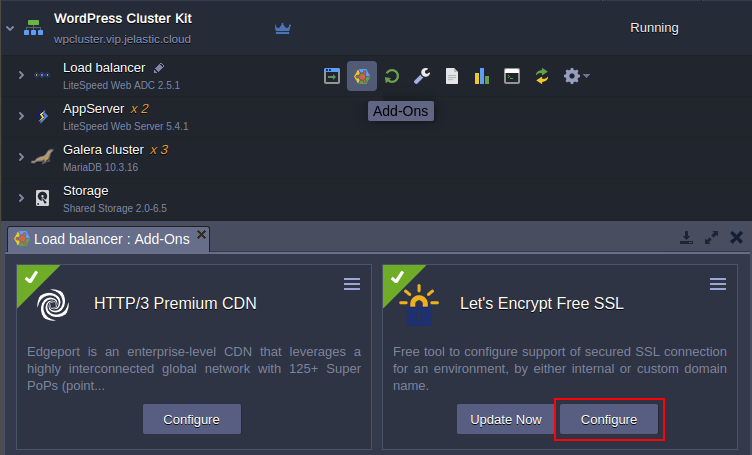 WordPress Cluster Kit
wpcluster.vip.jelastic.cloud
Running
Load balancer
LiteSpeed Web ADC 2.5.1
Add-Ons
AppServer x 2
LiteSpeed Web Server 5.4.1
Galera cluster x 3
MariaDB 10.3.16
Storage
Shared Storage 2.0-6.5
Load balancer : Add-Ons
HTTP/3 Premium CDN
Edgeport is an enterprise-level CDN that leverages a
highly interconnected global network with 125+ Super
PoPs (point...
Configure
Let's Encrypt Free SSL
Free tool to configure support of secured SSL connection
for an environment, by either internal or custom domain
name.
Update Now
Configure